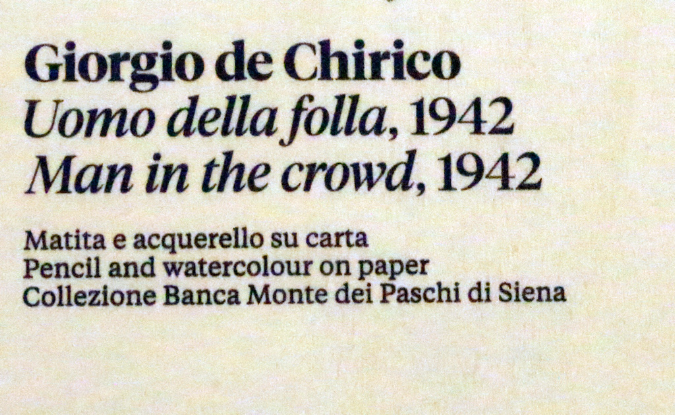 Giorgio de Chirico
Uomo della folla, 1942
Man in the crowd, 1942
Matita e acquerello su carta
Pencil and watercolour on paper
Collezione Banca Monte dei Paschi di Siena